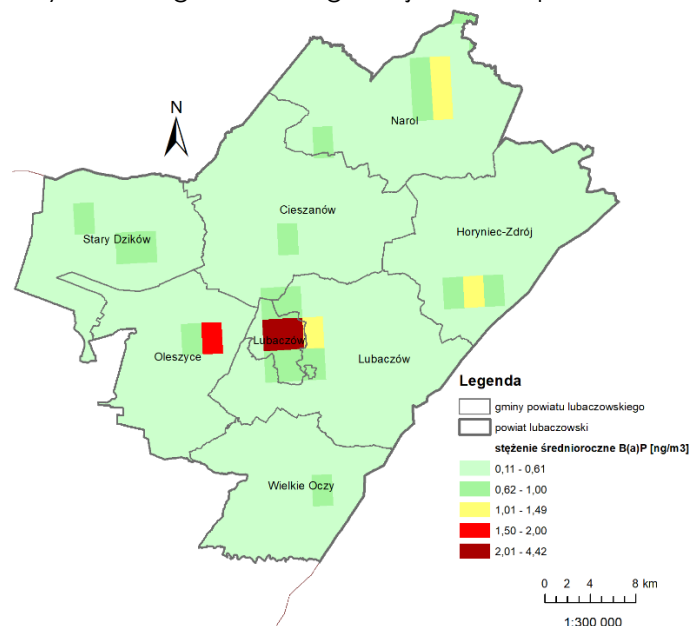 N
Narol
Cieszanów
Stary Dzików
Horyniec-Zdrój
Oleszyce
Lubaczów
Lubaczów
Wielkie Oczy
Legenda
gminy powiatu lubaczowskiego
powiat lubaczowski
stężenie średnioroczne B(a)P [ng/m3]
0,11 - 0,61
0,62 - 1,00
1,01 - 1,49
1,50 - 2,00
2,01 - 4,42
0 2 4 8 km
1:300 000